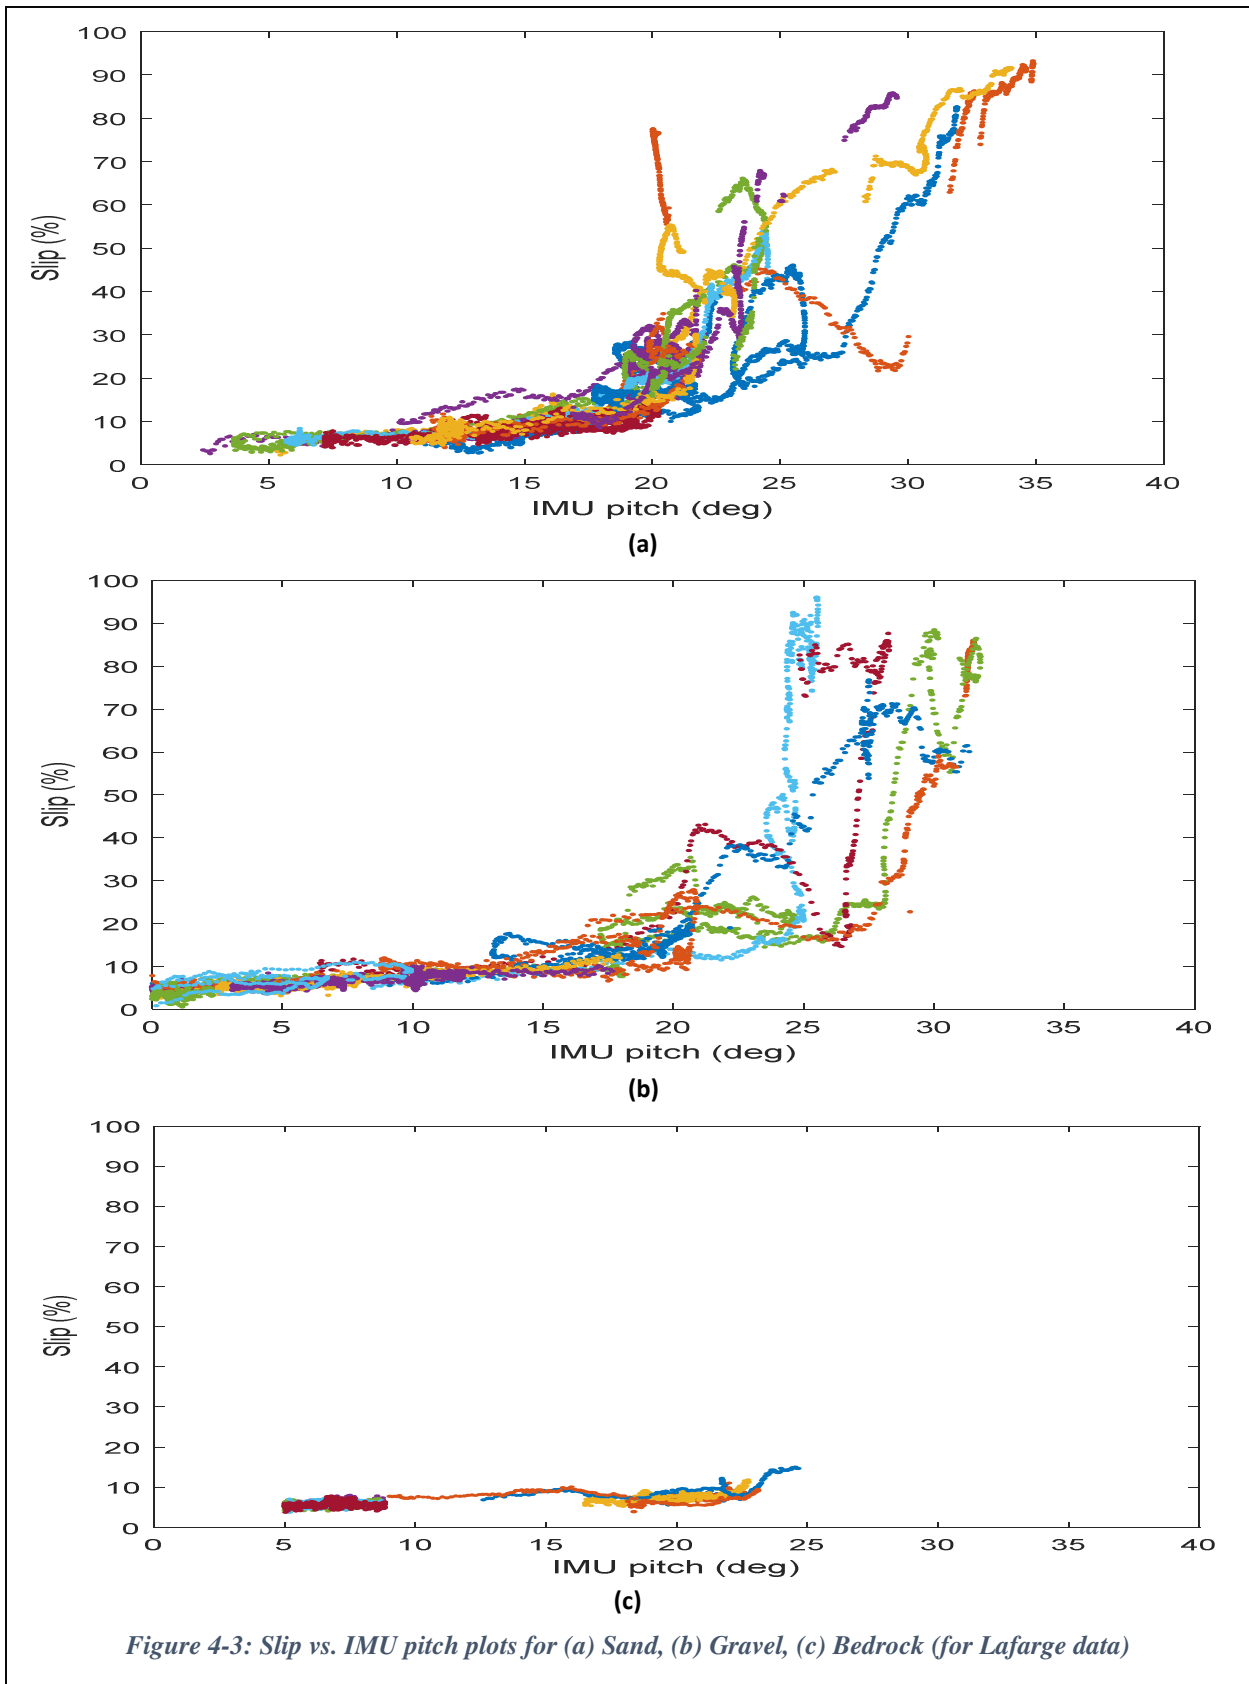 100
90
80
70
60
50
40
30
20
10
0
Slip (%)
0 5 10 15 20 25 30 35 40
IMU pitch (deg)
(a)
100
90
80
70
60
50
40
30
20
10
0
Slip (%)
0 5 10 15 20 25 30 35 40
IMU pitch (deg)
(b)
100
90
80
70
60
50
40
30
20
10
0
Slip (%)
0 5 10 15 20 25 30 35 40
IMU pitch (deg)
(c)
Figure 4-3: Slip vs. IMU pitch plots for (a) Sand, (b) Gravel, (c) Bedrock (for Lafarge data)